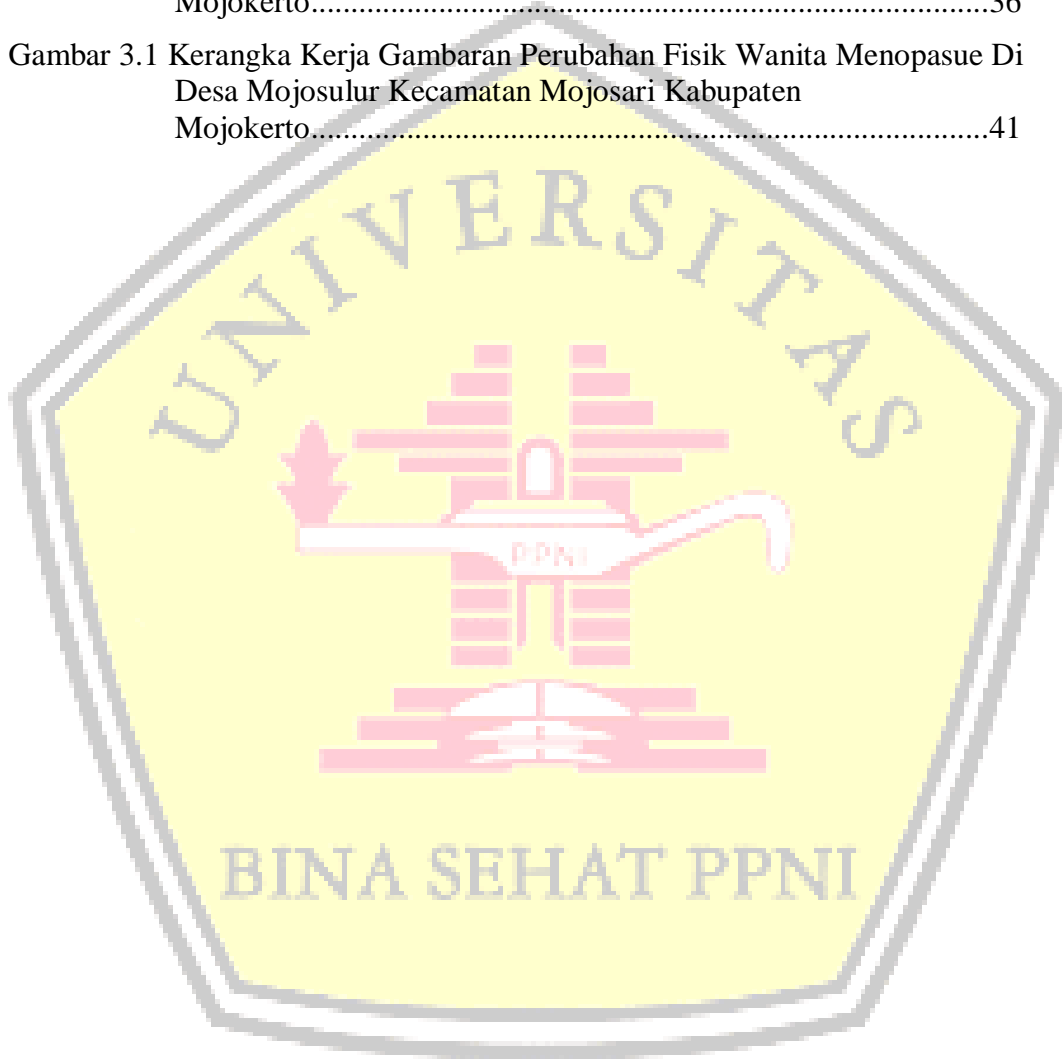 Mojokerto.....................................................................................36
Gambar 3.1 Kerangka Kerja Gambaran Perubahan Fisik Wanita Menopasue Di
Desa Mojosulur Kecamatan Mojosari Kabupaten
Mojokerto.....................................................................................41
UNIVERSITAS
PPNI
BINA SEHAT PPNI